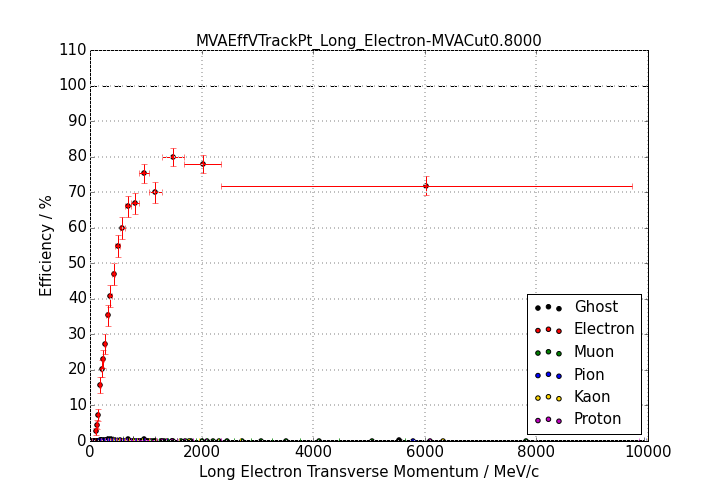 MVAEffVTrackPt_Long_Electron-MVACut0.8000
110
100
90
80
70
60
50
40
30
20
10
0
Efficiency / %
Ghost
Electron
Muon
Pion
Kaon
Proton
0 2000 4000 6000 8000 10000
Long Electron Transverse Momentum / MeV/c